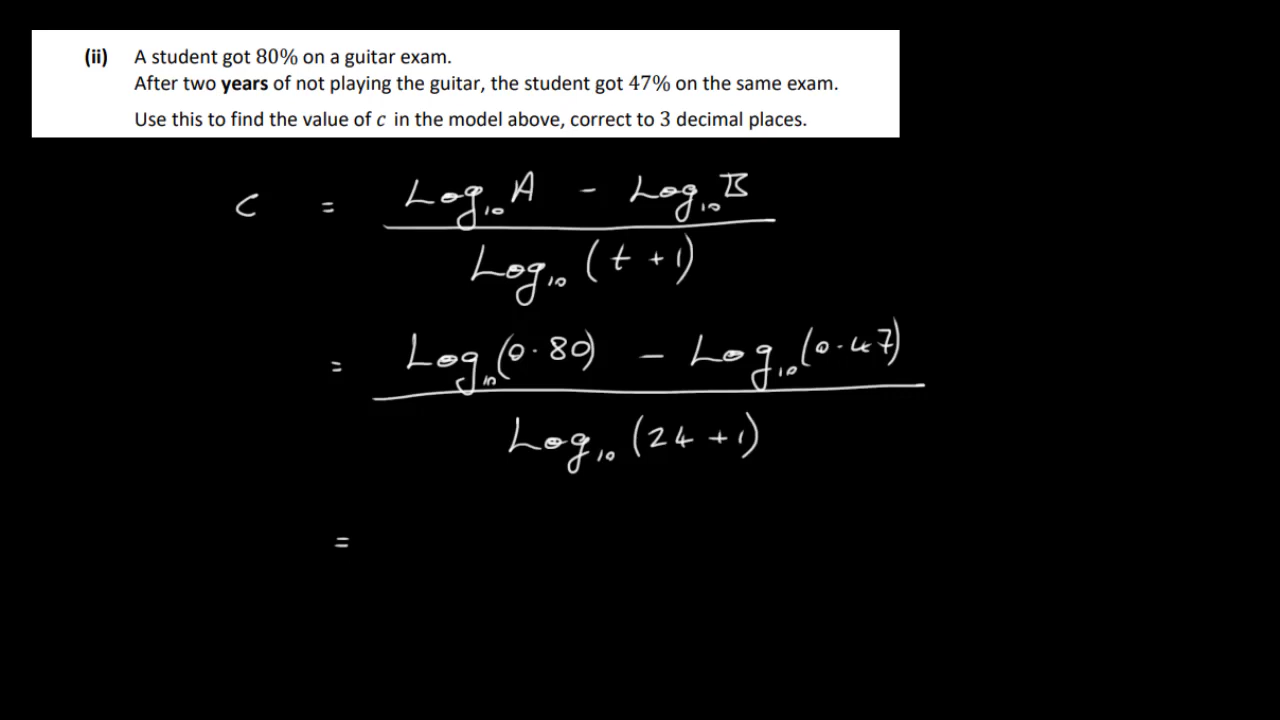 (ii) A student got 80% on a guitar exam.
After two years of not playing the guitar, the student got 47% on the same exam.
Use this to find the value of c in the model above, correct to 3 decimal places.
C = Log₁₀ A - Log₁₀ B
Log₁₀ (t + 1)
= Log₁₀ (0.80) - Log₁₀ (0.47)
Log₁₀ (24 + 1)
=